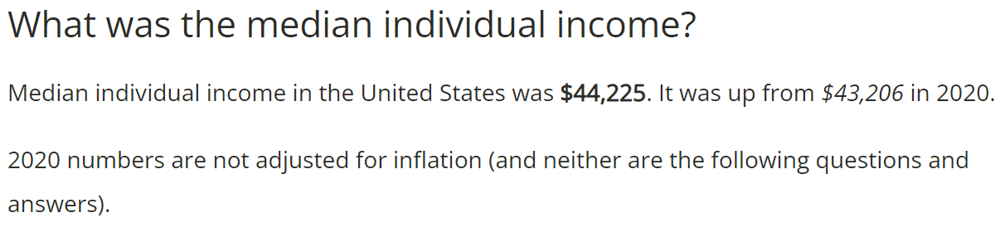 What was the median individual income?
Median individual income in the United States was $44,225. It was up from $43,206 in 2020.
2020 numbers are not adjusted for inflation (and neither are the following questions and
answers).